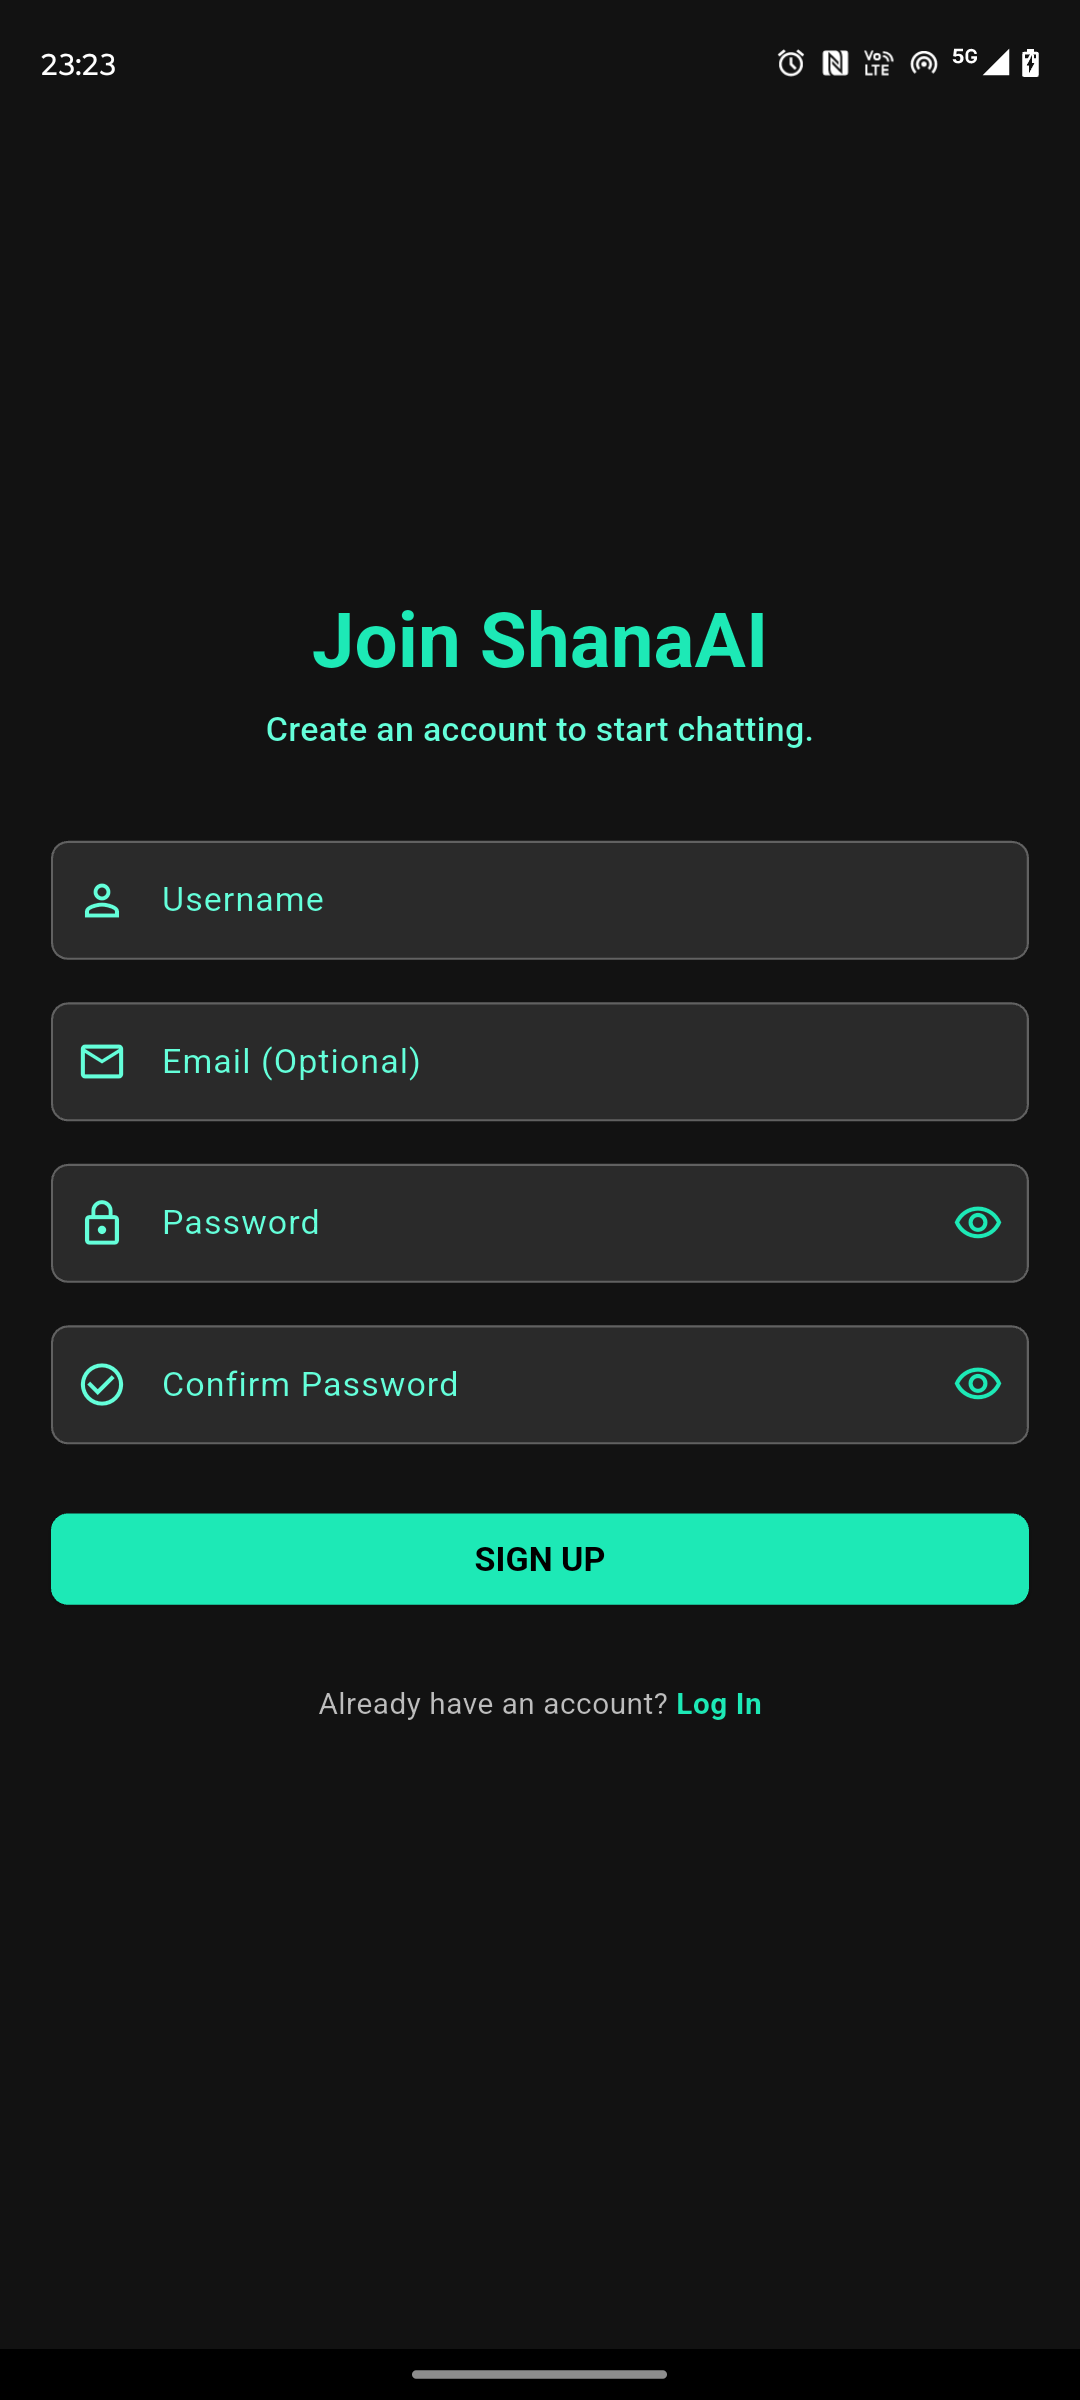 23:23
Vo LTE
5G
Join ShanaAI
Create an account to start chatting.
Username
Email (Optional)
Password
Confirm Password
SIGN UP
Already have an account? Log In